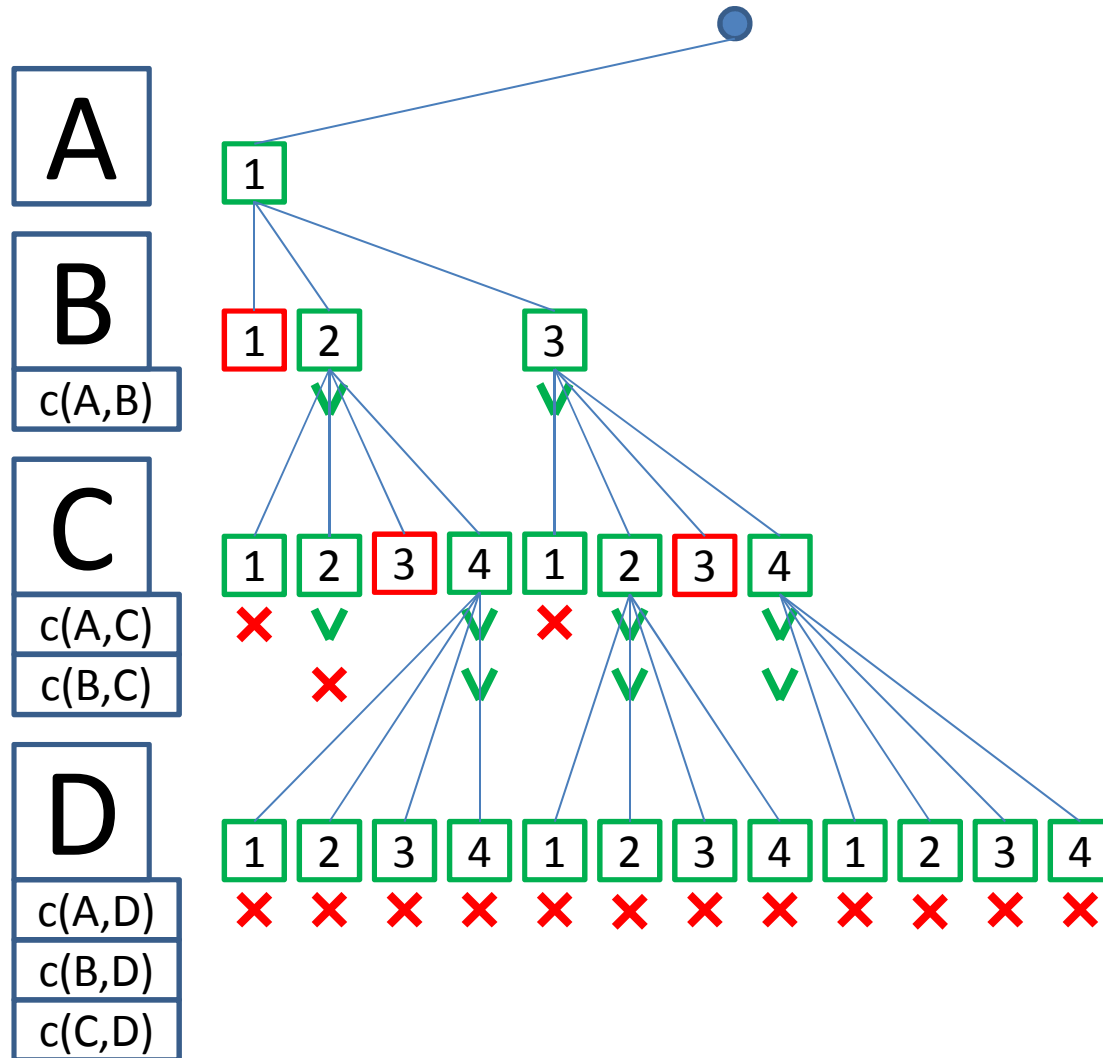 A
1
B
1 2 3
c(A,B)
C
1 2 3 4 1 2 3 4
c(A,C)
c(B,C)
D
1 2 3 4 1 2 3 4 1 2 3 4
c(A,D)
c(B,D)
c(C,D)